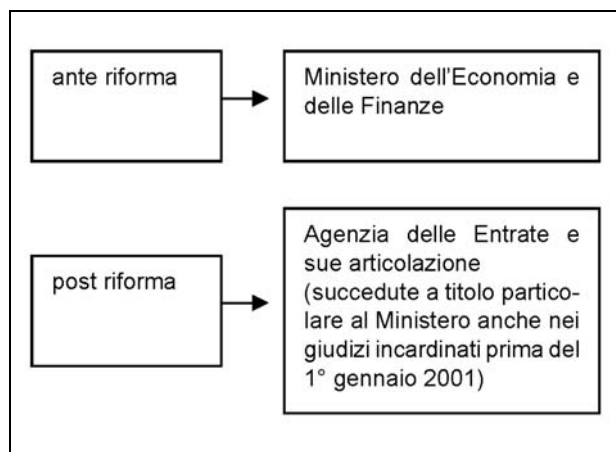 ante riforma
Ministero dell'Economia e
delle Finanze
post riforma
Agenzia delle Entrate e
sue articolazione
(succedute a titolo partico-
lare al Ministero anche nei
giudizi incardinati prima del
1° gennaio 2001)